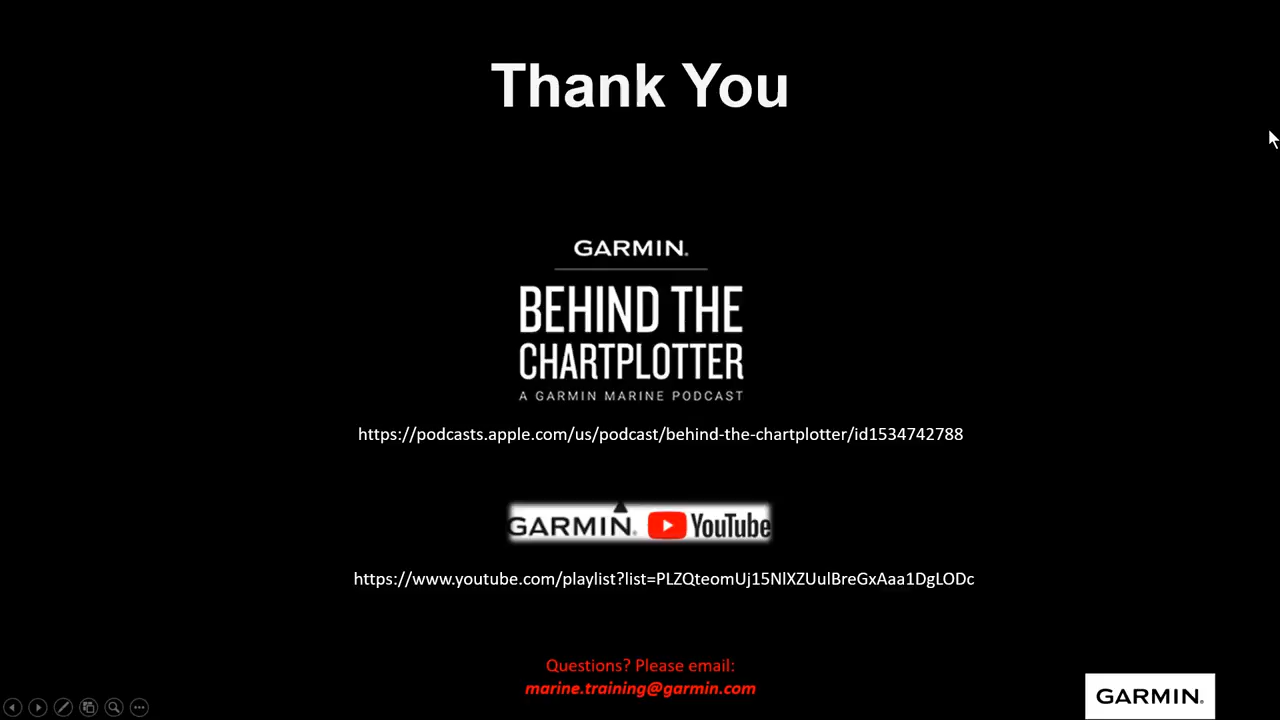 Thank You
GARMIN.
BEHIND THE
CHARTPLOTTER
A GARMIN MARINE PODCAST
https://podcasts.apple.com/us/podcast/behind-the-chartplotter/id1534742788
GARMIN. YouTube
https://www.youtube.com/playlist?list=PLZQteomUj15NlXZUulBreGxAaa1DgLODc
Questions? Please email:
marine.training@garmin.com
GARMIN.